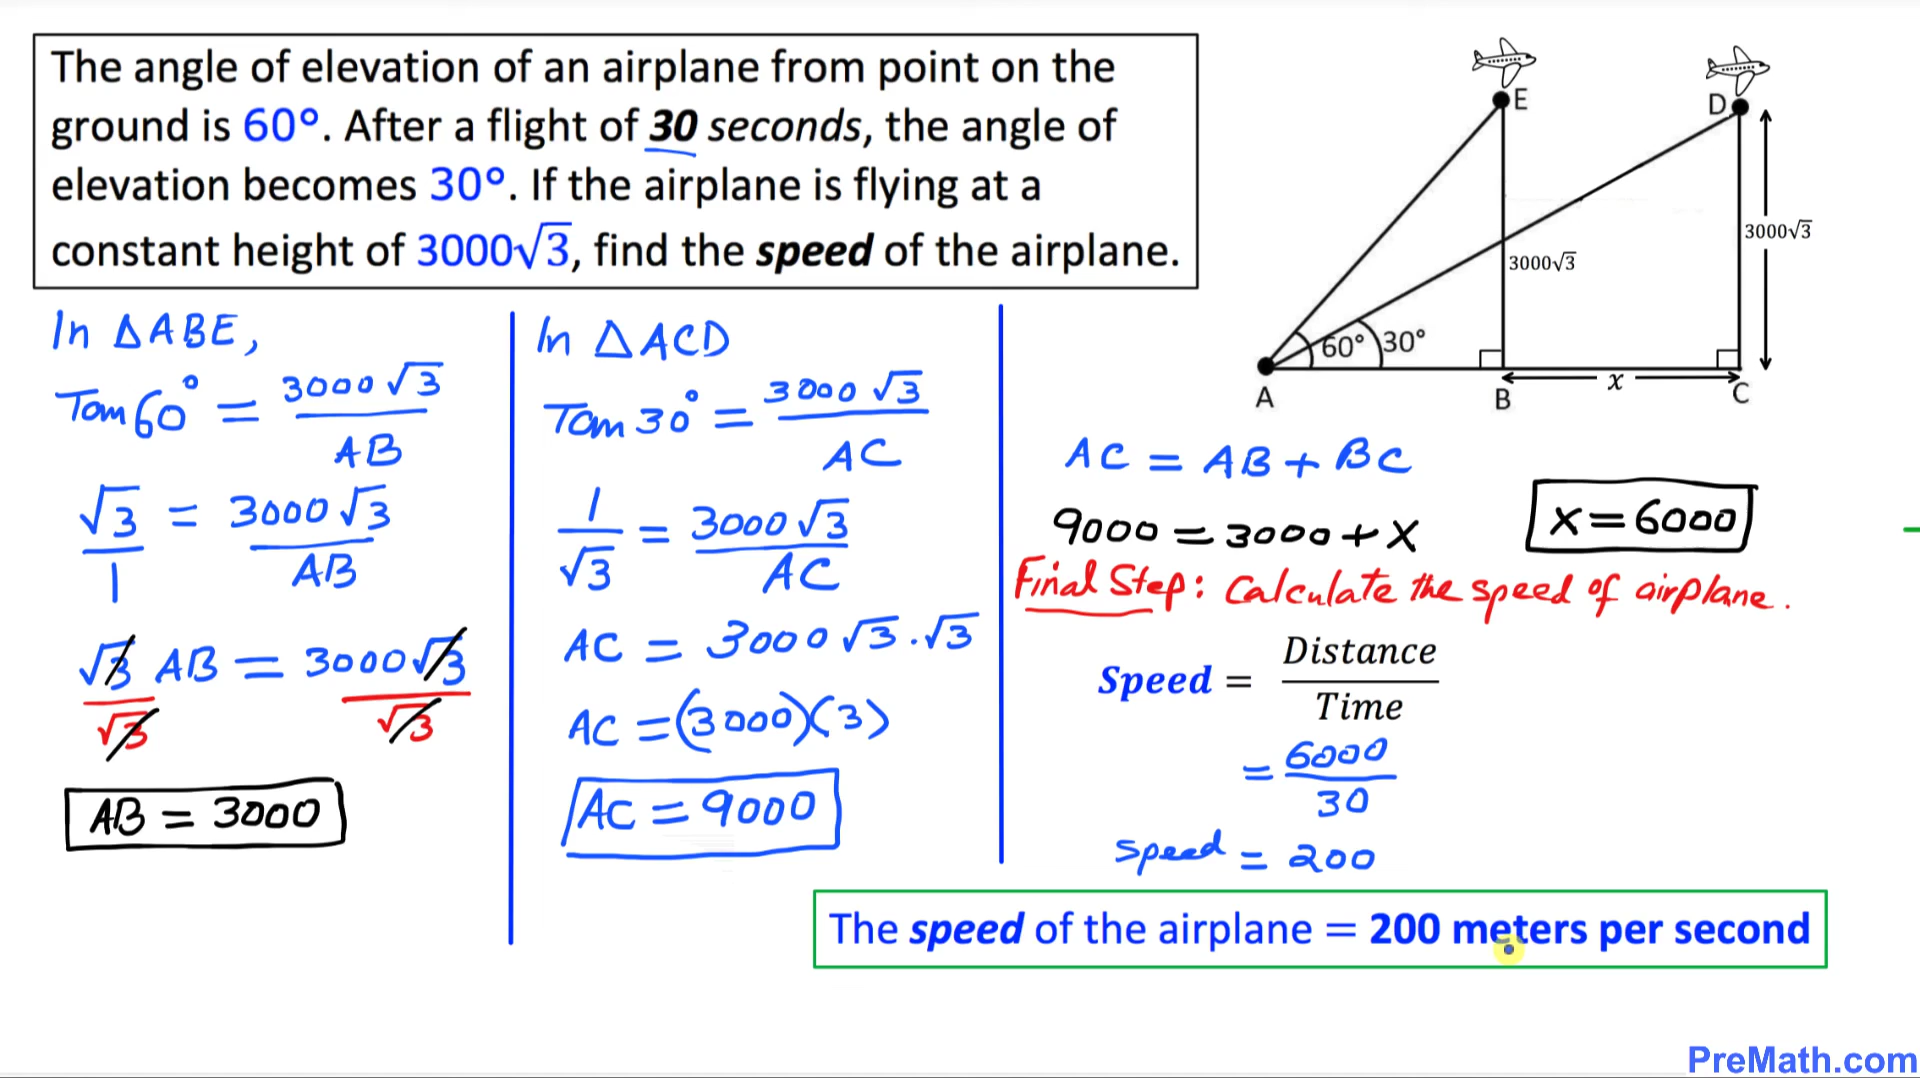 The angle of elevation of an airplane from point on the
ground is 60°. After a flight of 30 seconds, the angle of
elevation becomes 30°. If the airplane is flying at a
constant height of 3000√3, find the speed of the airplane.
E
D
3000√3
3000√3
60°
30°
A
B
x
C
In △ABE,
Tan 60° = 3000√3 / AB
√3 / 1 = 3000√3 / AB
√3 AB = 3000√3
√3 √3
AB = 3000
In △ACD
Tan 30° = 3000√3 / AC
1 / √3 = 3000√3 / AC
AC = 3000√3 · √3
AC = (3000)(3)
AC = 9000
AC = AB + BC
9000 = 3000 + X
X = 6000
Final Step: Calculate the speed of airplane.
Speed = Distance / Time
= 6000 / 30
Speed = 200
The speed of the airplane = 200 meters per second
PreMath.com